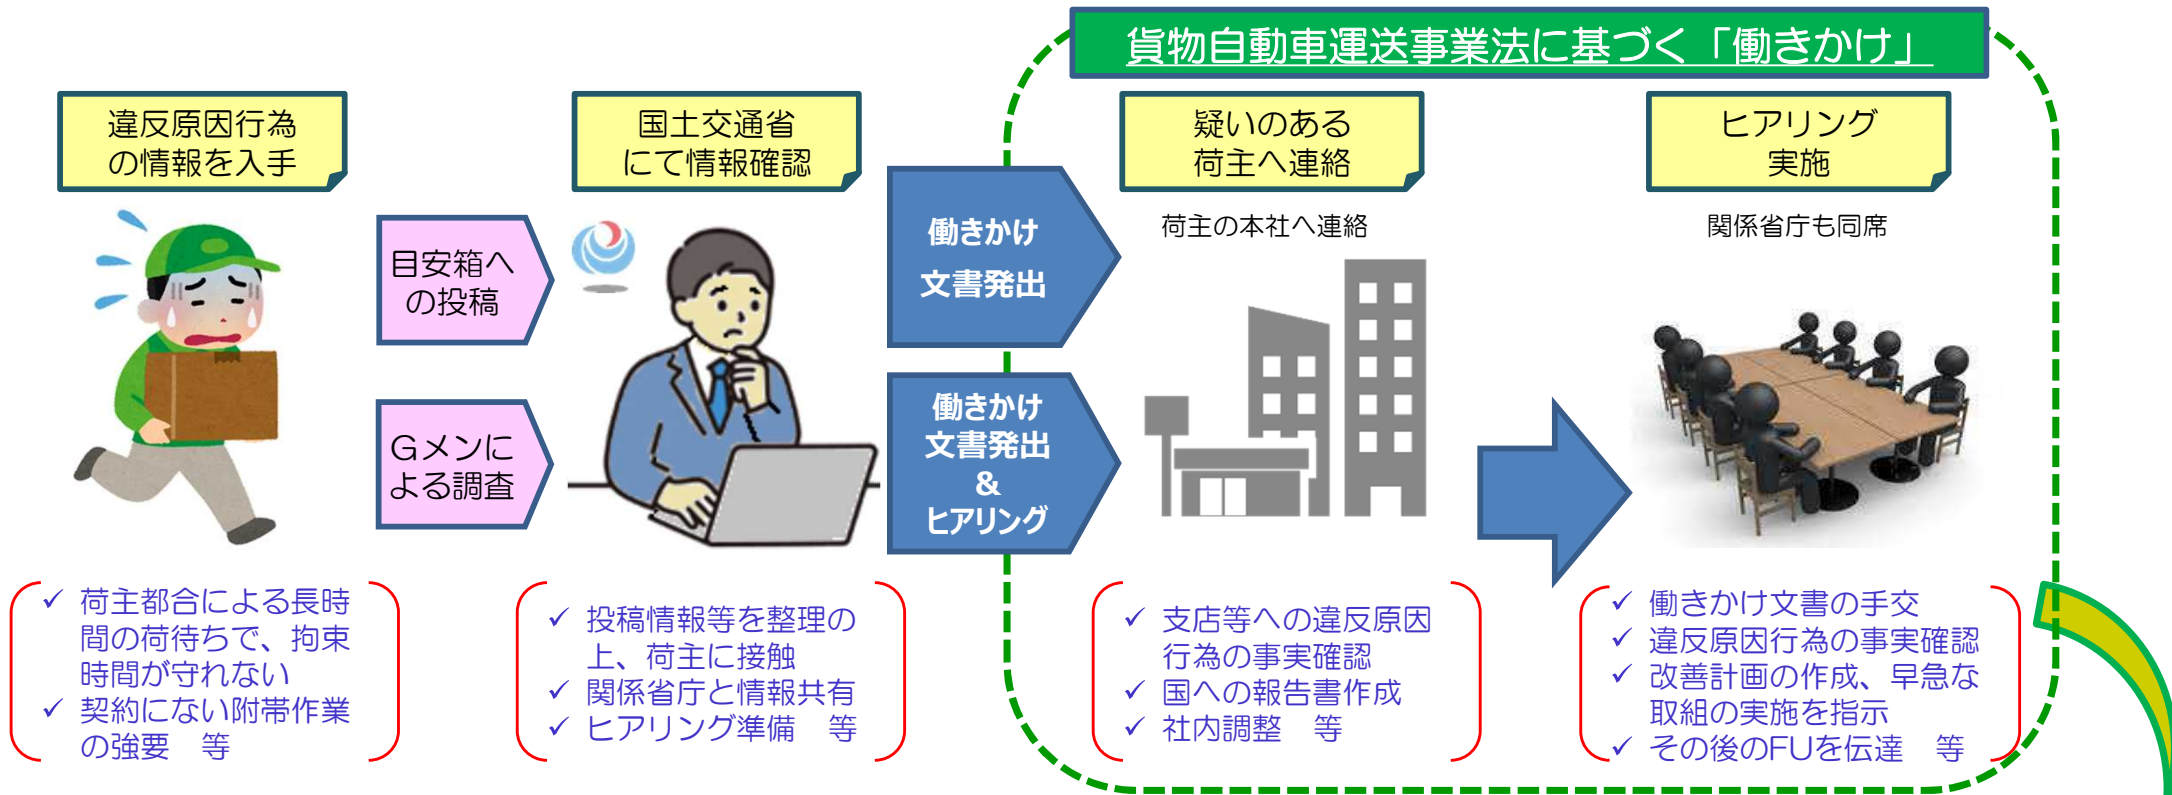 貨物自動車運送事業法に基づく「働きかけ」
違反原因行為
の情報を入手
国土交通省
にて情報確認
疑いのある
荷主へ連絡
ヒアリング
実施
目安箱へ
の投稿
Gメンに
よる調査
働きかけ
文書発出
働きかけ
文書発出
&
ヒアリング
荷主の本社へ連絡
関係省庁も同席
✓ 荷主都合による長時
間の荷待ちで、拘束
時間が守れない
✓ 契約にない附帯作業
の強要　等
✓ 投稿情報等を整理の
上、荷主に接触
✓ 関係省庁と情報共有
✓ ヒアリング準備　等
✓ 支店等への違反原因
行為の事実確認
✓ 国への報告書作成
✓ 社内調整　等
✓ 働きかけ文書の手交
✓ 違反原因行為の事実確認
✓ 改善計画の作成、早急な
取組の実施を指示
✓ その後のFUを伝達　等